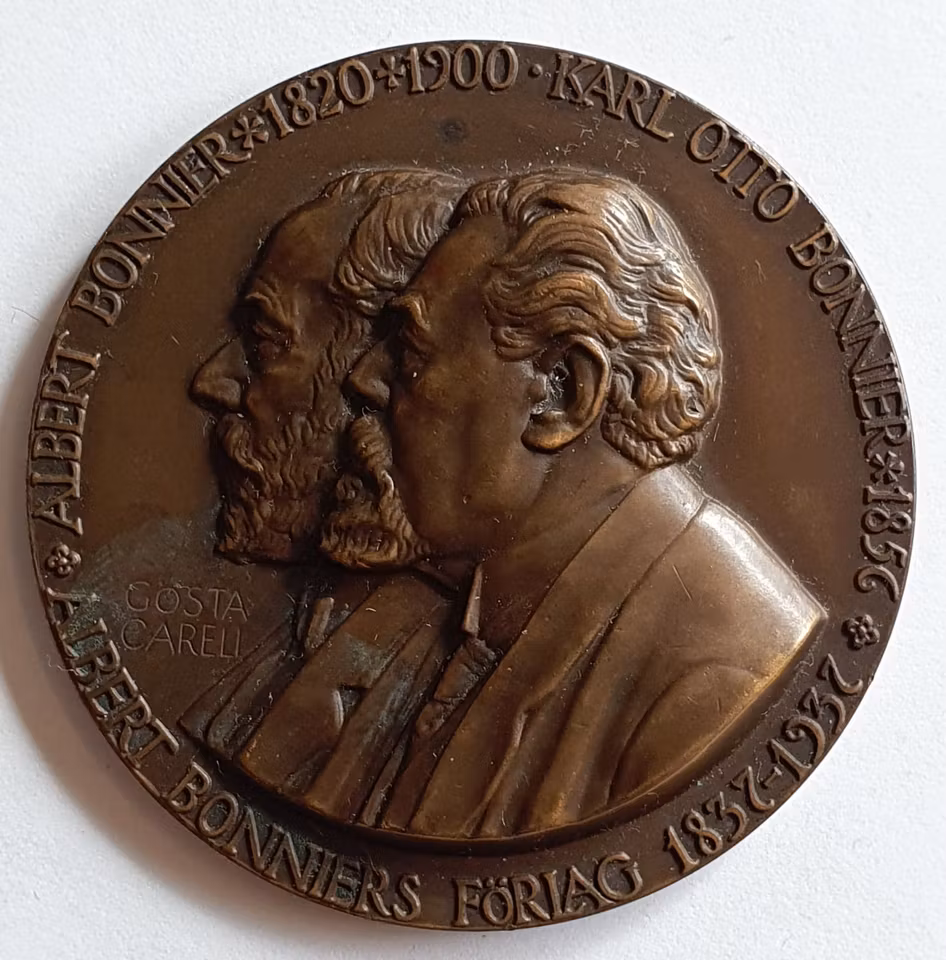 ALBERT BONNIER * 1820 † 1900 · KARL OTTO BONNIER * 1856
ALBERT BONNIERS FÖRLAG 1837-1937
GÖSTA
CARELL